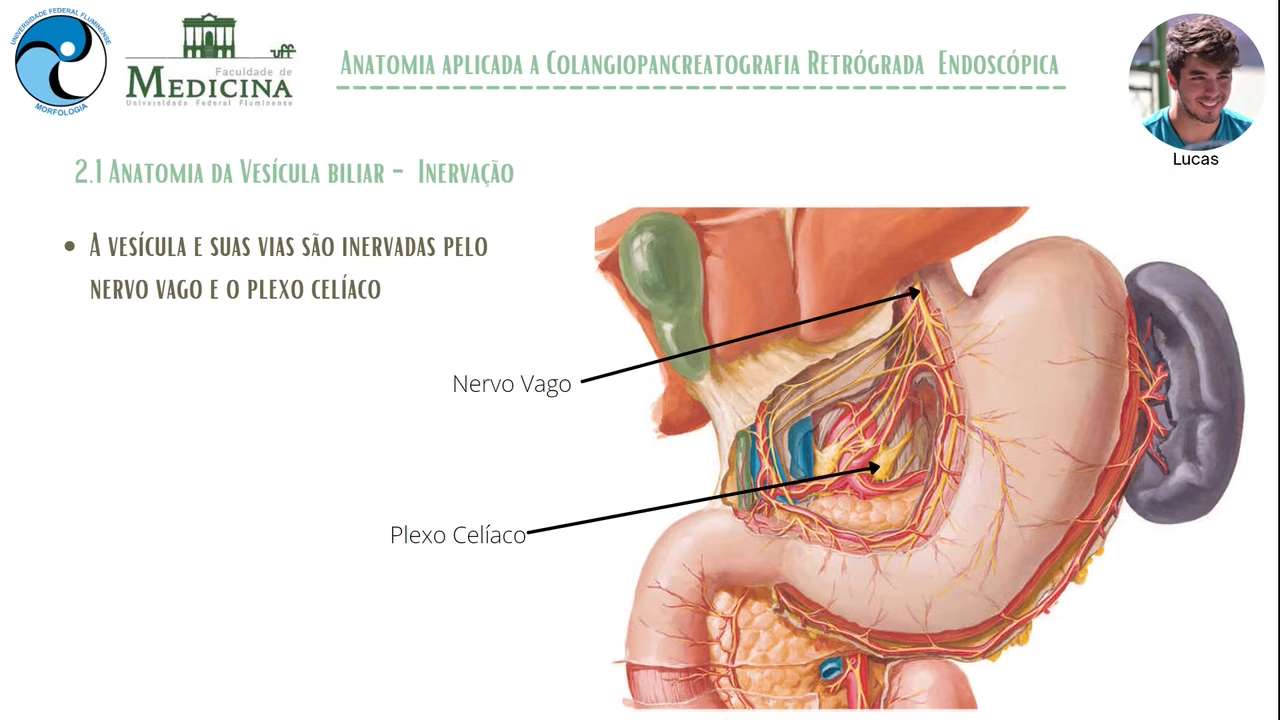 UNIVERSIDADE FEDERAL FLUMINENSE
MORFOLOGIA
Faculdade de
MEDICINA
Universidade Federal Fluminense
uff
Anatomia aplicada a Colangiopancreatografia Retrógrada Endoscópica
Lucas
2.1 Anatomia da Vesícula biliar - Inervação
• A vesícula e suas vias são inervadas pelo
nervo vago e o plexo celíaco
Nervo Vago
Plexo Celíaco